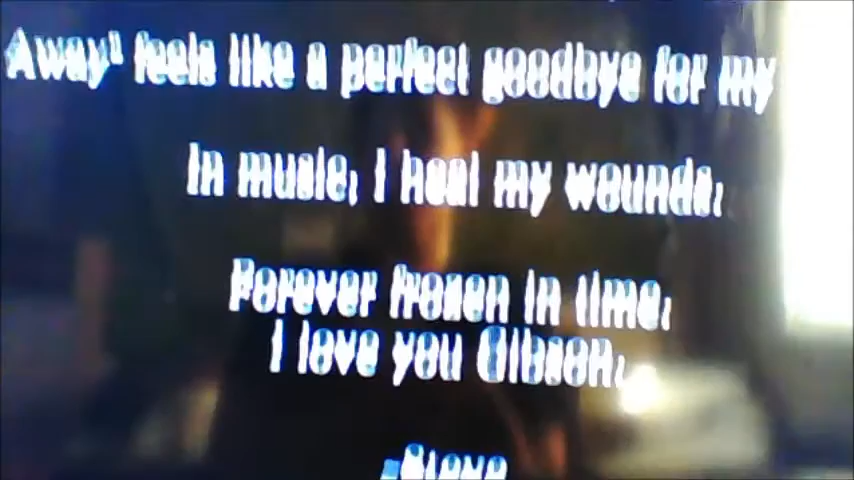 Away" feels like a perfect goodbye for my
In music, I heal my wounds.
Forever frozen in time.
I love you Gibson.
-Steve